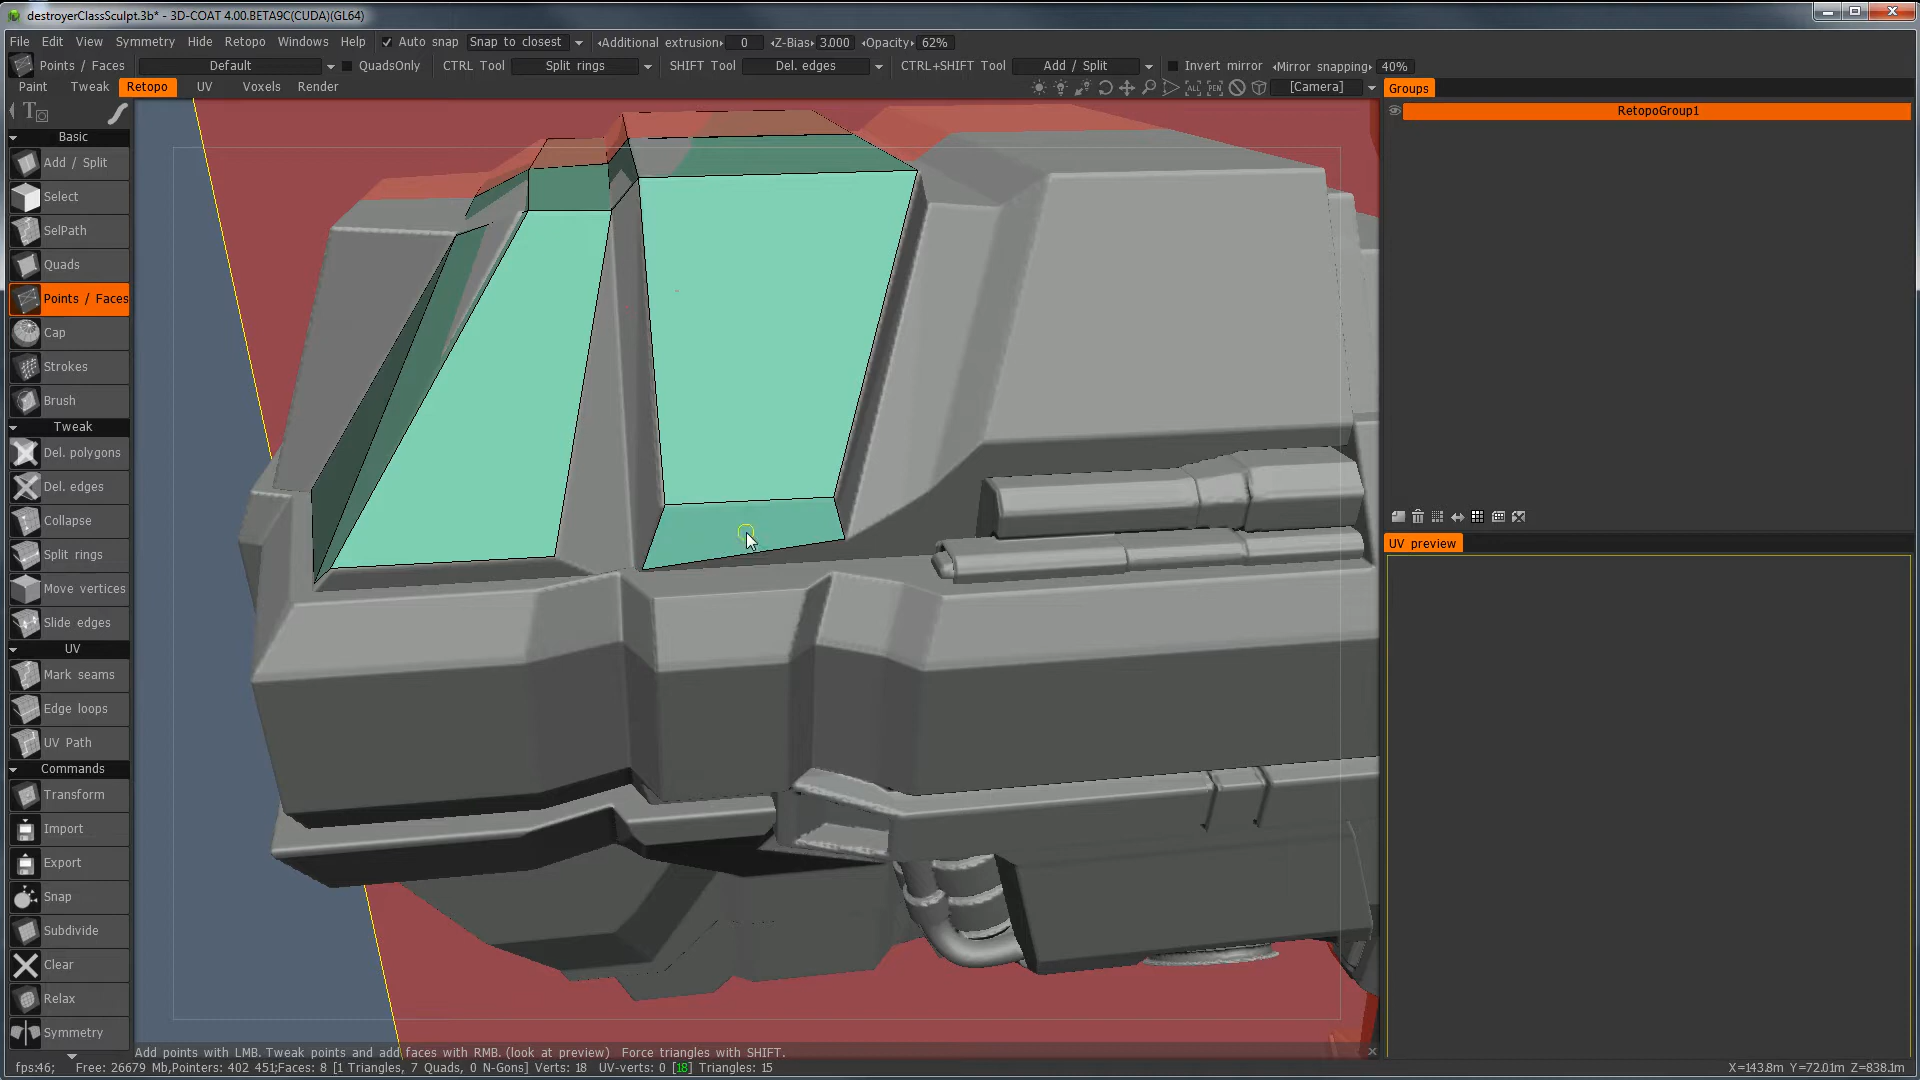 destroyerClassSculpt.3b* - 3D-COAT 4.00.BETA9C(CUDA)(GL64)
File Edit View Symmetry Hide Retopo Windows Help Auto snap Snap to closest Additional extrusion 0 Z-Bias 3.000 Opacity 62%
Points / Faces Default QuadsOnly CTRL Tool Split rings SHIFT Tool Del. edges CTRL+SHIFT Tool Add / Split Invert mirror Mirror snapping 40%
Paint Tweak Retopo UV Voxels Render ALL PEN [Camera] Groups
RetopoGroup1
Basic
Add / Split
Select
SelPath
Quads
Points / Faces
Cap
Strokes
Brush
Tweak
Del. polygons
Del. edges
Collapse
Split rings
Move vertices
Slide edges
UV
Mark seams
Edge loops
UV Path
Commands
Transform
Import
Export
Snap
Subdivide
Clear
Relax
Symmetry
UV preview
Add points with LMB. Tweak points and add faces with RMB. (look at preview) Force triangles with SHIFT.
fps:46; Free: 26679 Mb,Pointers: 402 451;Faces: 8 [1 Triangles, 7 Quads, 0 N-Gons] Verts: 18 UV-verts: 0 [18] Triangles: 15 X=143.8m Y=72.01m Z=838.1m